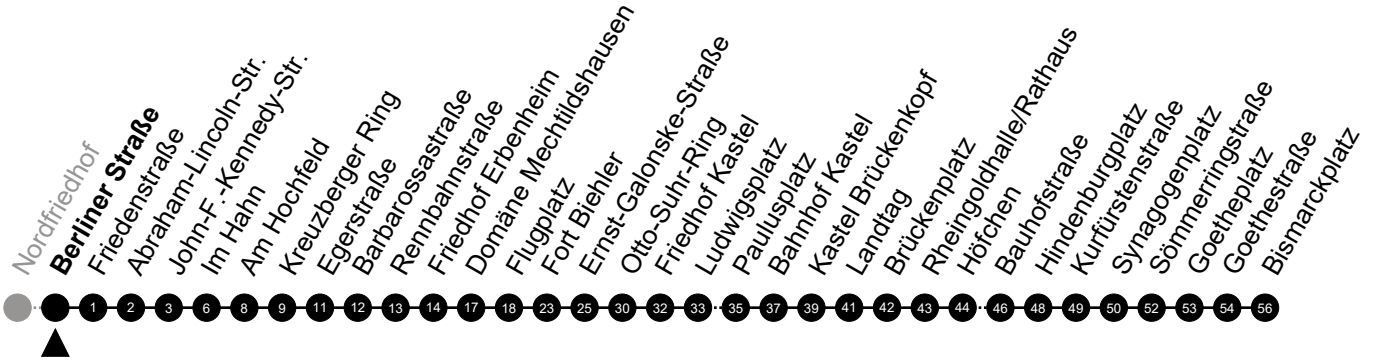 Nordfriedhof
Berliner Straße
Friedenstraße
Abraham-Lincoln-Str.
John-F.-Kennedy-Str.
Im Hahn
Am Hochfeld
Kreuzberger Ring
Egerstraße
Barbarossastraße
Rennbahnstraße
Friedhof Erbenheim
Domäne Mechtildshausen
Flugplatz
Fort Biehler
Ernst-Galonske-Straße
Otto-Suhr-Ring
Friedhof Kastel
Ludwigsplatz
Paulusplatz
Bahnhof Kastel
Kastel Brückenkopf
Landtag
Brückenplatz
Rheingoldhalle/Rathaus
Höfchen
Bauhofstraße
Hindenburgplatz
Kurfürstenstraße
Synagogenplatz
Sömmerringstraße
Goetheplatz
Goethestraße
Bismarckplatz
1 2 3 6 8 9 11 12 13 14 17 18 23 25 30 32 33 35 37 39 41 42 43 44 46 48 49 50 52 53 54 56